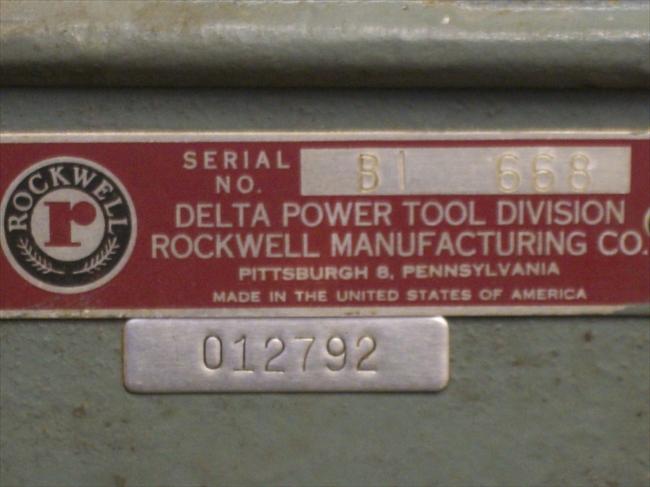 ROCKWELL
r
SERIAL NO. B1 668
DELTA POWER TOOL DIVISION
ROCKWELL MANUFACTURING CO.
PITTSBURGH 8, PENNSYLVANIA
MADE IN THE UNITED STATES OF AMERICA
012792